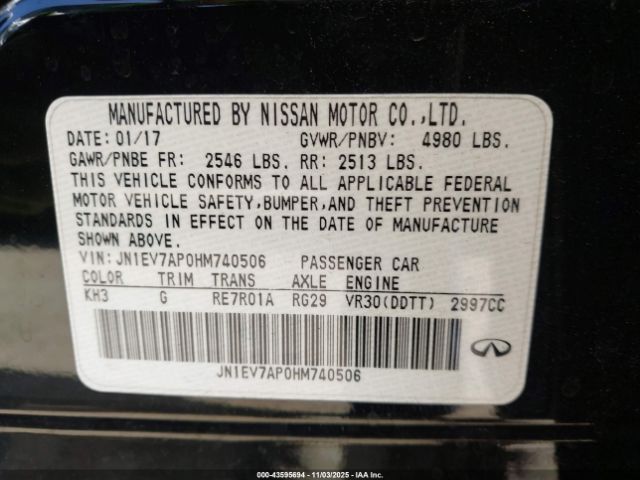 MANUFACTURED BY NISSAN MOTOR CO.,LTD.
DATE: 01/17 GVWR/PNBV: 4980 LBS.
GAWR/PNBE FR: 2546 LBS. RR: 2513 LBS.
THIS VEHICLE CONFORMS TO ALL APPLICABLE FEDERAL
MOTOR VEHICLE SAFETY,BUMPER,AND THEFT PREVENTION
STANDARDS IN EFFECT ON THE DATE OF MANUFACTURE
SHOWN ABOVE.
VIN: JN1EV7AP0HM740506 PASSENGER CAR
COLOR TRIM TRANS AXLE ENGINE
KH3 G RE7R01A RG29 VR30(DDTT) 2997CC
JN1EV7AP0HM740506
000-43595694 - 11/03/2025 - IAA Inc.